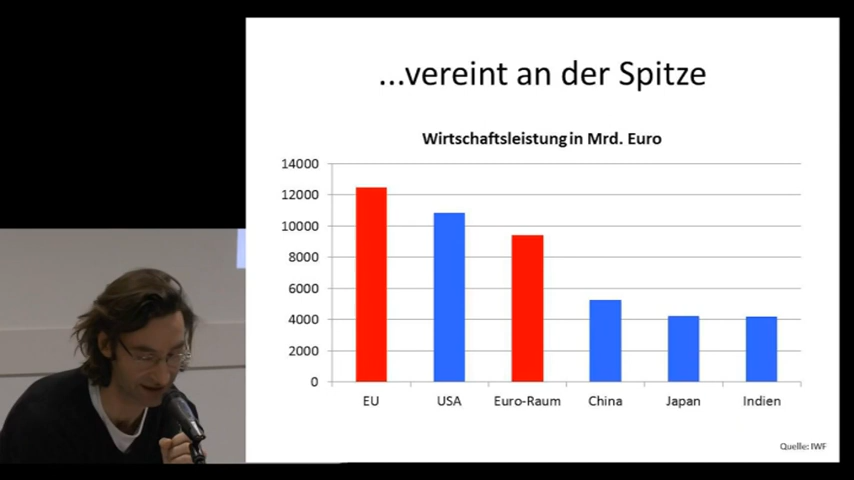 ...vereint an der Spitze
Wirtschaftsleistung in Mrd. Euro
14000
12000
10000
8000
6000
4000
2000
0
EU USA Euro-Raum China Japan Indien
Quelle: IWF